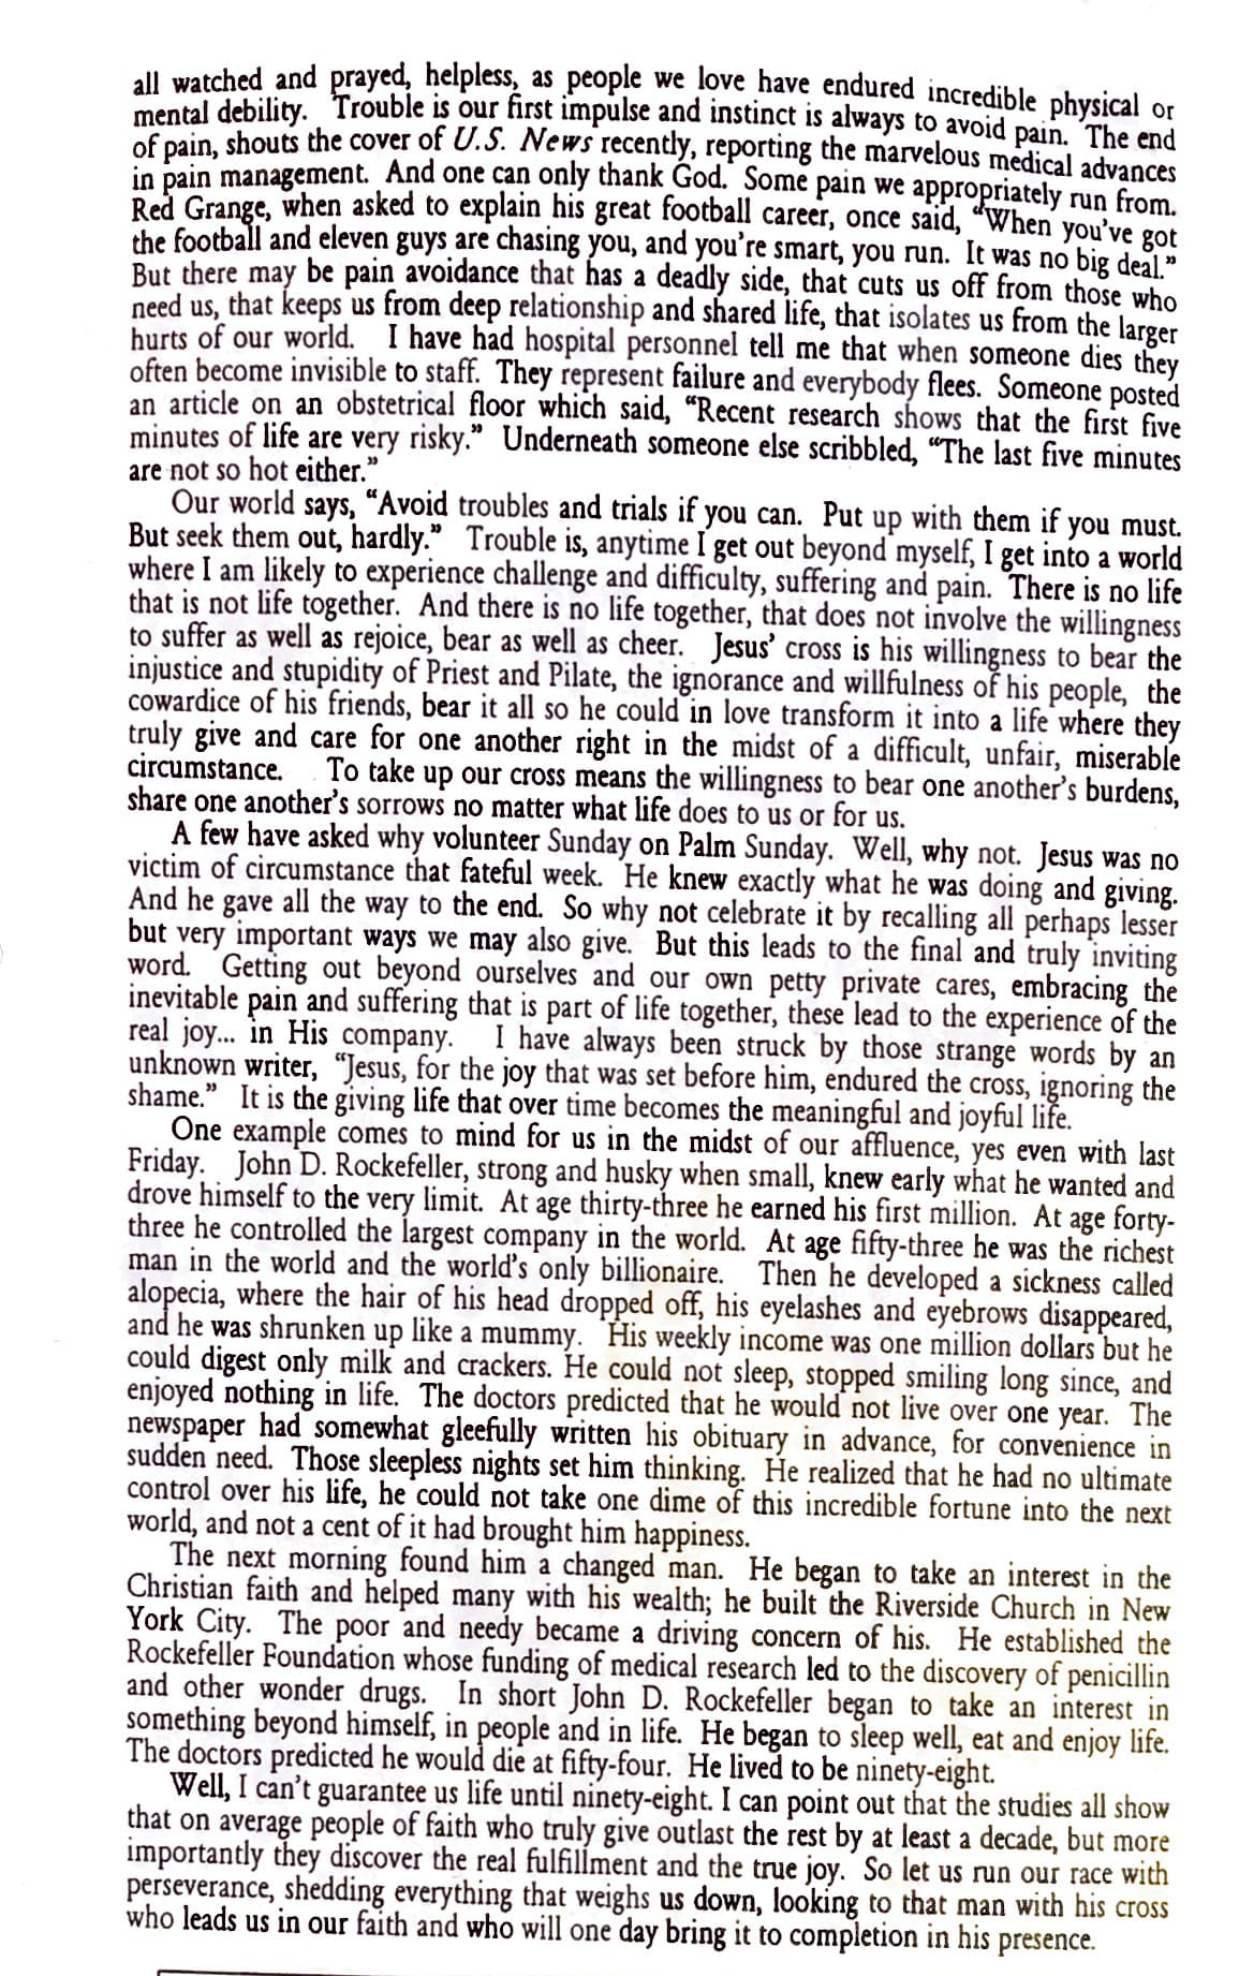 all watched and prayed, helpless, as people we love have endured incredible physical or
mental debility. Trouble is our first impulse and instinct is always to avoid pain. The end
of pain, shouts the cover of U.S. News recently, reporting the marvelous medical advances
in pain management. And one can only thank God. Some pain we appropriately run from.
Red Grange, when asked to explain his great football career, once said, “When you’ve got
the football and eleven guys are chasing you, and you’re smart, you run. It was no big deal.”
But there may be pain avoidance that has a deadly side, that cuts us off from those who
need us, that keeps us from deep relationship and shared life, that isolates us from the larger
hurts of our world. I have had hospital personnel tell me that when someone dies they
often become invisible to staff. They represent failure and everybody flees. Someone posted
an article on an obstetrical floor which said, “Recent research shows that the first five
minutes of life are very risky.” Underneath someone else scribbled, “The last five minutes
are not so hot either.”
Our world says, “Avoid troubles and trials if you can. Put up with them if you must.
But seek them out, hardly.” Trouble is, anytime I get out beyond myself, I get into a world
where I am likely to experience challenge and difficulty, suffering and pain. There is no life
that is not life together. And there is no life together, that does not involve the willingness
to suffer as well as rejoice, bear as well as cheer. Jesus’ cross is his willingness to bear the
injustice and stupidity of Priest and Pilate, the ignorance and willfulness of his people, the
cowardice of his friends, bear it all so he could in love transform it into a life where they
truly give and care for one another right in the midst of a difficult, unfair, miserable
circumstance. To take up our cross means the willingness to bear one another’s burdens,
share one another’s sorrows no matter what life does to us or for us.
A few have asked why volunteer Sunday on Palm Sunday. Well, why not. Jesus was no
victim of circumstance that fateful week. He knew exactly what he was doing and giving.
And he gave all the way to the end. So why not celebrate it by recalling all perhaps lesser
but very important ways we may also give. But this leads to the final and truly inviting
word. Getting out beyond ourselves and our own petty private cares, embracing the
inevitable pain and suffering that is part of life together, these lead to the experience of the
real joy... in His company. I have always been struck by those strange words by an
unknown writer, “Jesus, for the joy that was set before him, endured the cross, ignoring the
shame.” It is the giving life that over time becomes the meaningful and joyful life.
One example comes to mind for us in the midst of our affluence, yes even with last
Friday. John D. Rockefeller, strong and husky when small, knew early what he wanted and
drove himself to the very limit. At age thirty-three he earned his first million. At age forty-
three he controlled the largest company in the world. At age fifty-three he was the richest
man in the world and the world’s only billionaire. Then he developed a sickness called
alopecia, where the hair of his head dropped off, his eyelashes and eyebrows disappeared,
and he was shrunken up like a mummy. His weekly income was one million dollars but he
could digest only milk and crackers. He could not sleep, stopped smiling long since, and
enjoyed nothing in life. The doctors predicted that he would not live over one year. The
newspaper had somewhat gleefully written his obituary in advance, for convenience in
sudden need. Those sleepless nights set him thinking. He realized that he had no ultimate
control over his life, he could not take one dime of this incredible fortune into the next
world, and not a cent of it had brought him happiness.
The next morning found him a changed man. He began to take an interest in the
Christian faith and helped many with his wealth; he built the Riverside Church in New
York City. The poor and needy became a driving concern of his. He established the
Rockefeller Foundation whose funding of medical research led to the discovery of penicillin
and other wonder drugs. In short John D. Rockefeller began to take an interest in
something beyond himself, in people and in life. He began to sleep well, eat and enjoy life.
The doctors predicted he would die at fifty-four. He lived to be ninety-eight.
Well, I can’t guarantee us life until ninety-eight. I can point out that the studies all show
that on average people of faith who truly give outlast the rest by at least a decade, but more
importantly they discover the real fulfillment and the true joy. So let us run our race with
perseverance, shedding everything that weighs us down, looking to that man with his cross
who leads us in our faith and who will one day bring it to completion in his presence.